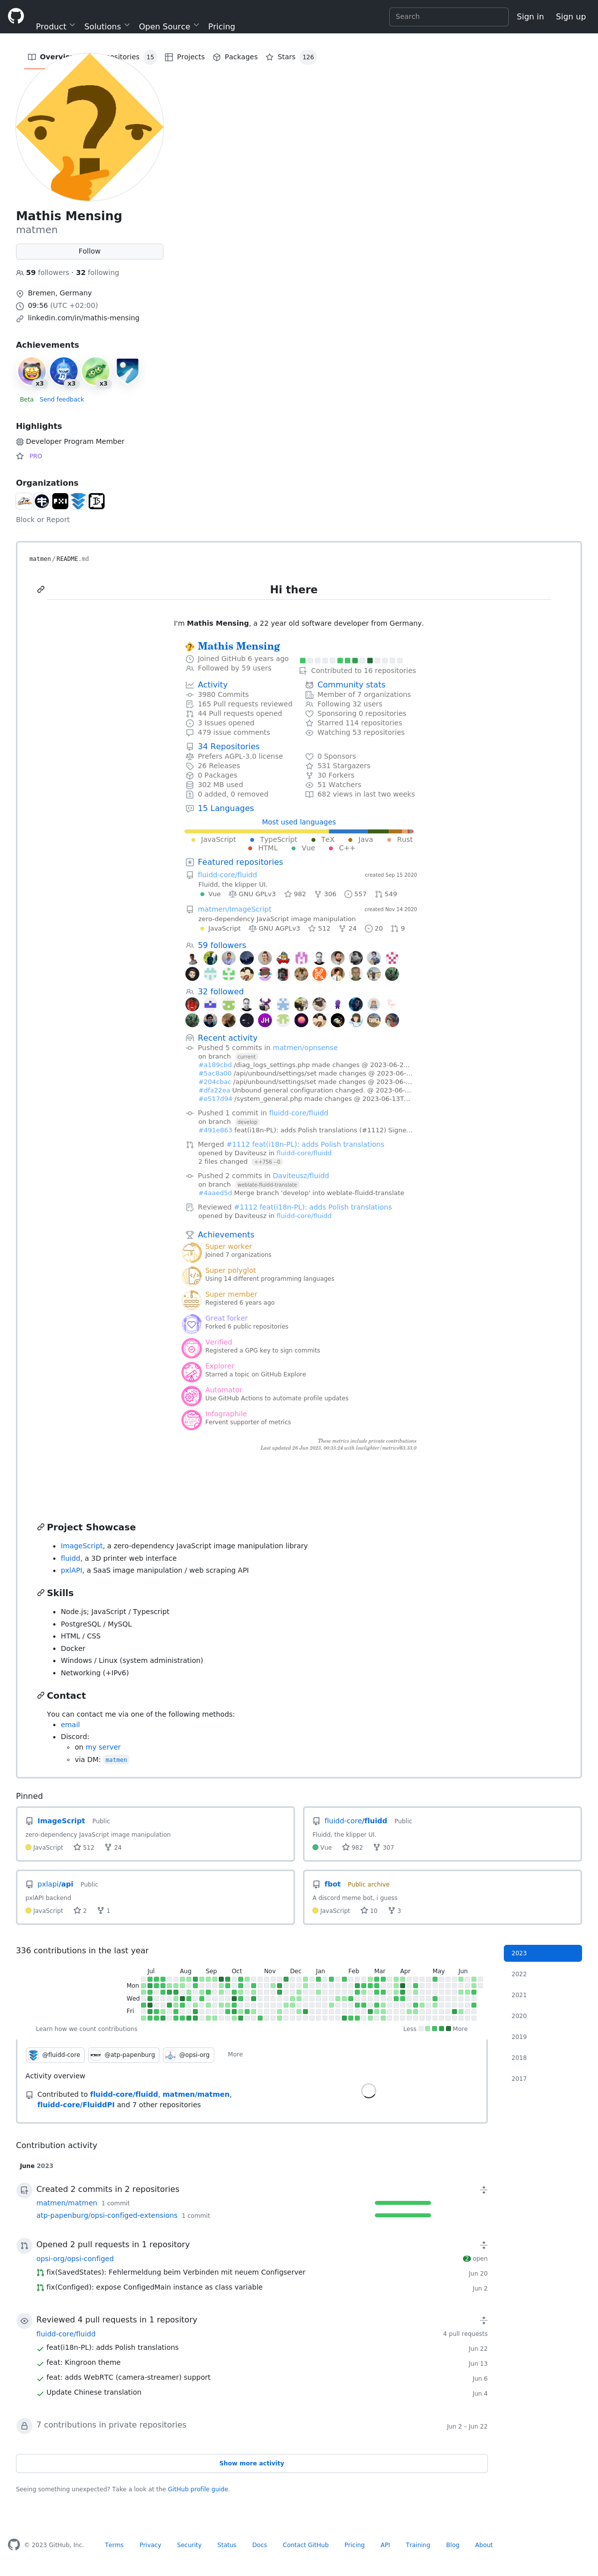 Product Solutions Open Source Pricing
Search
Sign in Sign up
Overview Repositories 15 Projects Packages Stars 126
Mathis Mensing
matmen
Follow
59 followers · 32 following
Bremen, Germany
09:56 (UTC +02:00)
linkedin.com/in/mathis-mensing
Achievements
x3 x3 x3
Beta Send feedback
Highlights
Developer Program Member
PRO
Organizations
Block or Report
matmen/README.md
Hi there
I'm Mathis Mensing, a 22 year old software developer from Germany.
Mathis Mensing
Joined GitHub 6 years ago
Followed by 59 users
Contributed to 16 repositories
Activity
3980 Commits
165 Pull requests reviewed
44 Pull requests opened
3 Issues opened
479 issue comments
Community stats
Member of 7 organizations
Following 32 users
Sponsoring 0 repositories
Starred 114 repositories
Watching 53 repositories
34 Repositories
Prefers AGPL-3.0 license
26 Releases
0 Packages
302 MB used
0 added, 0 removed
0 Sponsors
531 Stargazers
30 Forkers
51 Watchers
682 views in last two weeks
15 Languages
Most used languages
JavaScript TypeScript TeX Java Rust
HTML Vue C++
Featured repositories
fluidd-core/fluidd created Sep 15 2020
Fluidd, the klipper UI.
Vue GNU GPLv3 982 306 557 549
matmen/ImageScript created Nov 14 2020
zero-dependency JavaScript image manipulation
JavaScript GNU AGPLv3 512 24 20 9
59 followers
32 followed
JH
Recent activity
Pushed 5 commits in matmen/opnsense
on branch current
#a189cbd /diag_logs_settings.php made changes @ 2023-06-2...
#5ac8a00 /api/unbound/settings/set made changes @ 2023-06-...
#204cbac /api/unbound/settings/set made changes @ 2023-06-...
#dfa22ea Unbound general configuration changed. @ 2023-06-...
#e517d94 /system_general.php made changes @ 2023-06-13T...
Pushed 1 commit in fluidd-core/fluidd
on branch develop
#491e863 feat(i18n-PL): adds Polish translations (#1112) Signe...
Merged #1112 feat(i18n-PL): adds Polish translations
opened by Daviteusz in fluidd-core/fluidd
2 files changed ++756 --0
Pushed 2 commits in Daviteusz/fluidd
on branch weblate-fluidd-translate
#4aaed5d Merge branch 'develop' into weblate-fluidd-translate
Reviewed #1112 feat(i18n-PL): adds Polish translations
opened by Daviteusz in fluidd-core/fluidd
Achievements
Super worker
Joined 7 organizations
Super polyglot
Using 14 different programming languages
Super member
Registered 6 years ago
Great forker
Forked 6 public repositories
Verified
Registered a GPG key to sign commits
Explorer
Starred a topic on GitHub Explore
Automator
Use GitHub Actions to automate profile updates
Infographile
Fervent supporter of metrics
These metrics include private contributions
Last updated 26 Jun 2023, 00:35:24 with lowlighter/metrics@3.33.0
Project Showcase
ImageScript, a zero-dependency JavaScript image manipulation library
fluidd, a 3D printer web interface
pxlAPI, a SaaS image manipulation / web scraping API
Skills
Node.js; JavaScript / Typescript
PostgreSQL / MySQL
HTML / CSS
Docker
Windows / Linux (system administration)
Networking (+IPv6)
Contact
You can contact me via one of the following methods:
email
Discord:
on my server
via DM: matmen
Pinned
ImageScript Public
zero-dependency JavaScript image manipulation
JavaScript 512 24
fluidd-core/fluidd Public
Fluidd, the klipper UI.
Vue 982 307
pxlapi/api Public
pxlAPI backend
JavaScript 2 1
fbot Public archive
A discord meme bot, i guess
JavaScript 10 3
336 contributions in the last year
Jul Aug Sep Oct Nov Dec Jan Feb Mar Apr May Jun
Mon
Wed
Fri
Learn how we count contributions
Less More
@fluidd-core @atp-papenburg @opsi-org More
Activity overview
Contributed to fluidd-core/fluidd, matmen/matmen,
fluidd-core/FluiddPI and 7 other repositories
2023
2022
2021
2020
2019
2018
2017
Contribution activity
June 2023
Created 2 commits in 2 repositories
matmen/matmen 1 commit
atp-papenburg/opsi-configed-extensions 1 commit
Opened 2 pull requests in 1 repository
opsi-org/opsi-configed 2 open
fix(SavedStates): Fehlermeldung beim Verbinden mit neuem Configserver Jun 20
fix(Configed): expose ConfigedMain instance as class variable Jun 2
Reviewed 4 pull requests in 1 repository
fluidd-core/fluidd 4 pull requests
feat(i18n-PL): adds Polish translations Jun 22
feat: Kingroon theme Jun 13
feat: adds WebRTC (camera-streamer) support Jun 6
Update Chinese translation Jun 4
7 contributions in private repositories Jun 2 – Jun 22
Show more activity
Seeing something unexpected? Take a look at the GitHub profile guide.
© 2023 GitHub, Inc. Terms Privacy Security Status Docs Contact GitHub Pricing API Training Blog About